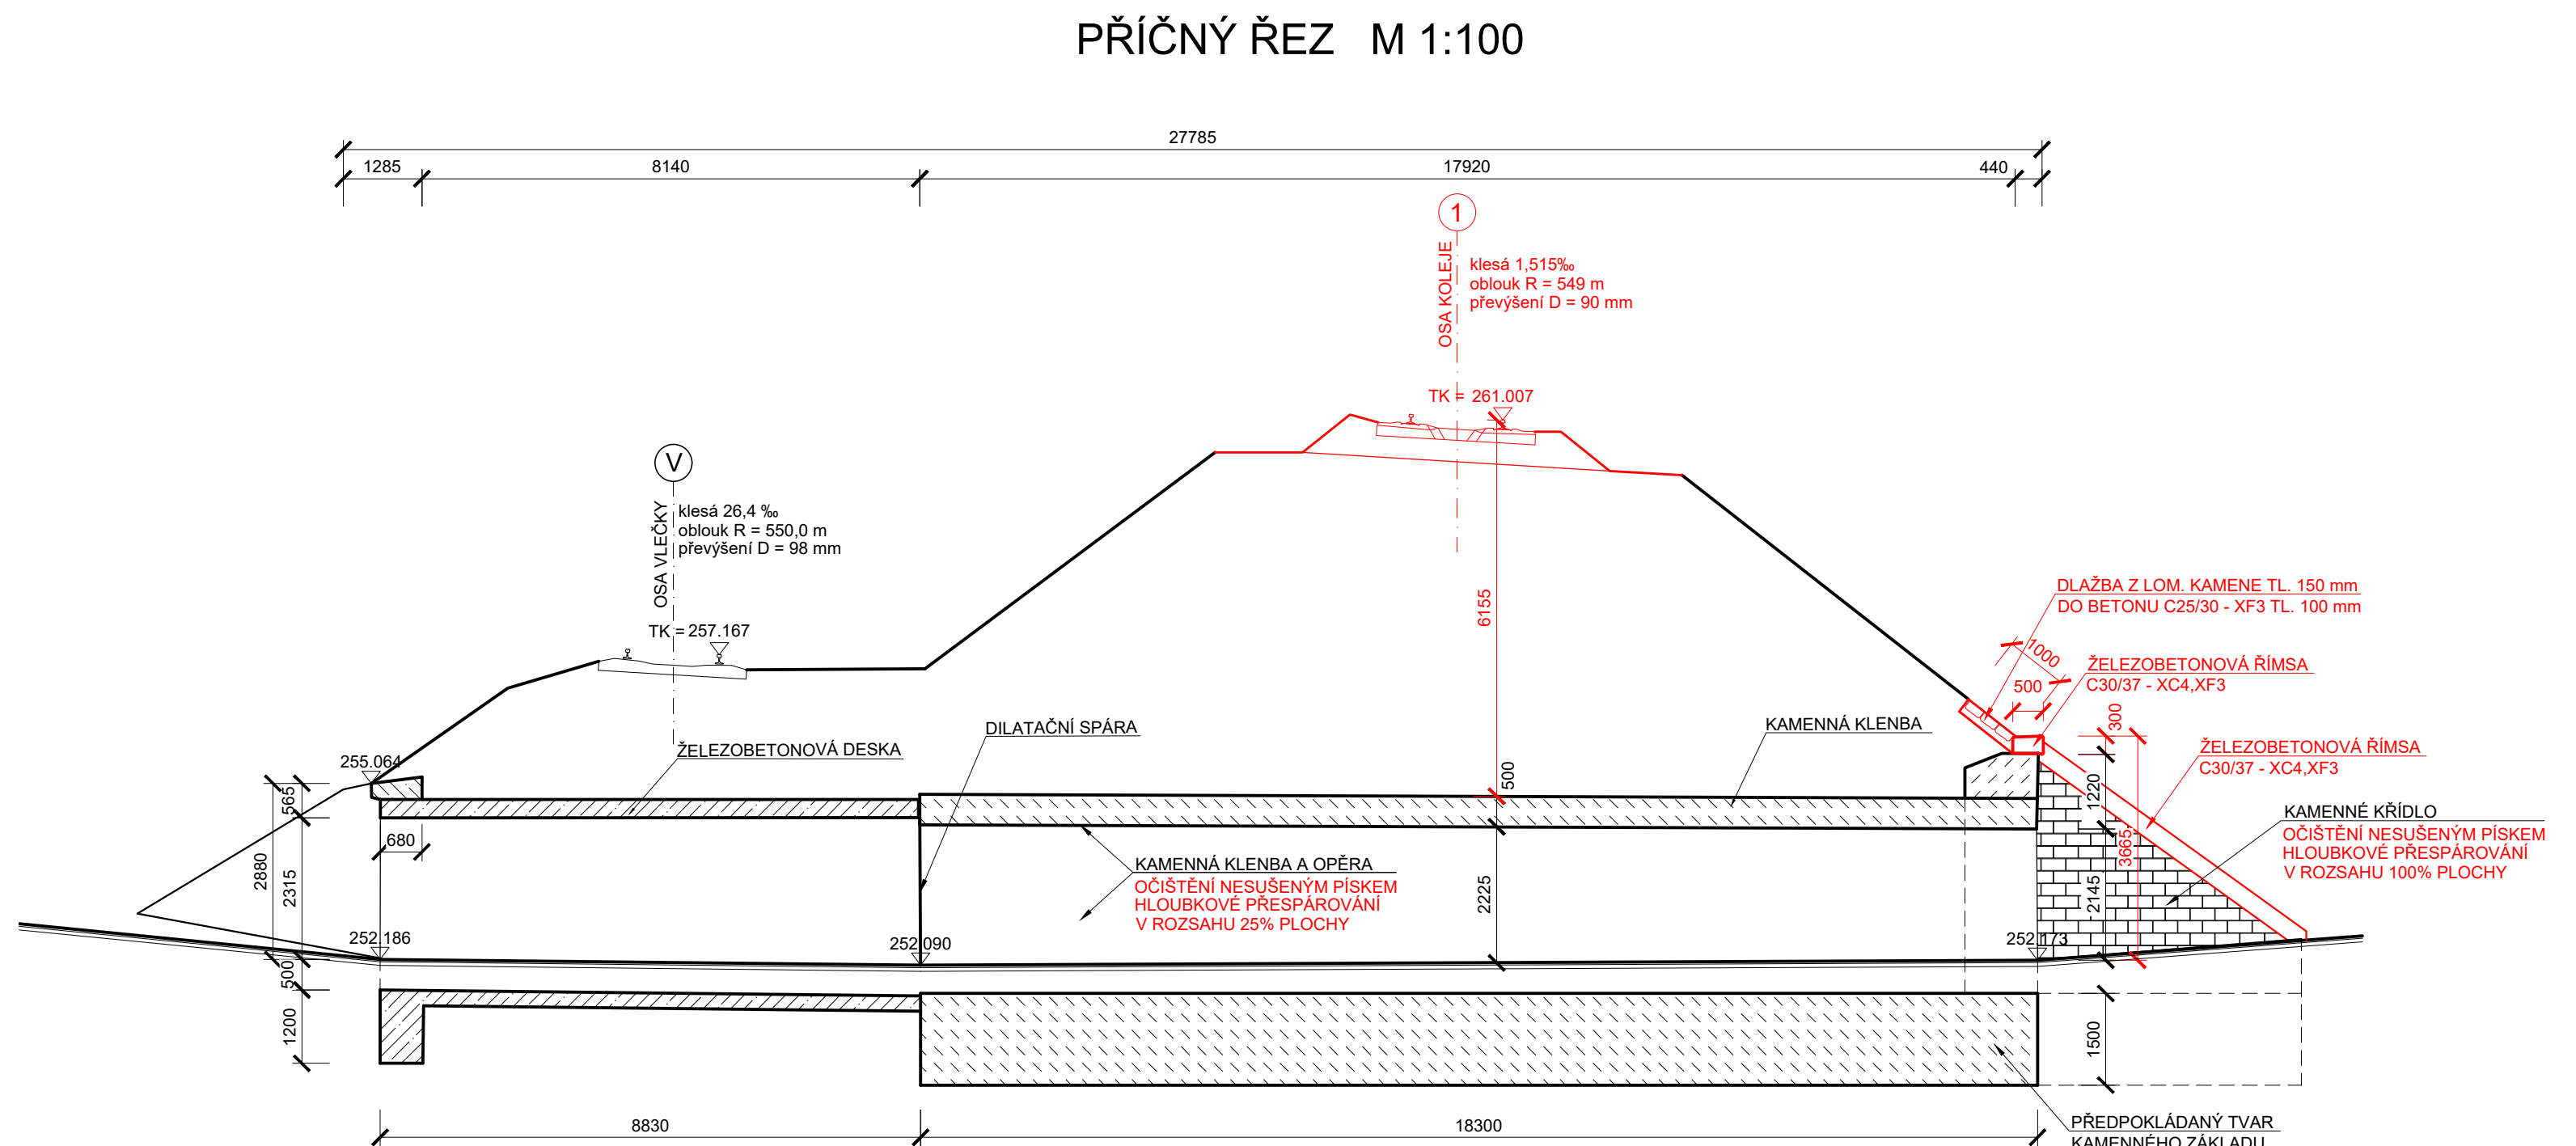 PŘÍČNÝ ŘEZ   M 1:100
27785
1285
8140
17920
440
1
OSA KOLEJE
klesá 1,515‰
oblouk R = 549 m
převýšení D = 90 mm
TK = 261.007
V
OSA VLEČKY
klesá 26,4 ‰
oblouk R = 550,0 m
převýšení D = 98 mm
TK = 257.167
6155
DLAŽBA Z LOM. KAMENE TL. 150 mm
DO BETONU C25/30 - XF3 TL. 100 mm
1000
500
ŽELEZOBETONOVÁ ŘÍMSA
C30/37 - XC4,XF3
300
ŽELEZOBETONOVÁ ŘÍMSA
C30/37 - XC4,XF3
DILATAČNÍ SPÁRA
KAMENNÁ KLENBA
ŽELEZOBETONOVÁ DESKA
255.064
565
500
1220
680
2880
2315
KAMENNÁ KLENBA A OPĚRA
OČIŠTĚNÍ NESUŠENÝM PÍSKEM
HLOUBKOVÉ PŘESPÁROVÁNÍ
V ROZSAHU 25% PLOCHY
2225
3665
2145
KAMENNÉ KŘÍDLO
OČIŠTĚNÍ NESUŠENÝM PÍSKEM
HLOUBKOVÉ PŘESPÁROVÁNÍ
V ROZSAHU 100% PLOCHY
252.186
252.090
252.173
500
1200
1500
8830
18300
PŘEDPOKLÁDANÝ TVAR
KAMENNÉHO ZÁKLADU